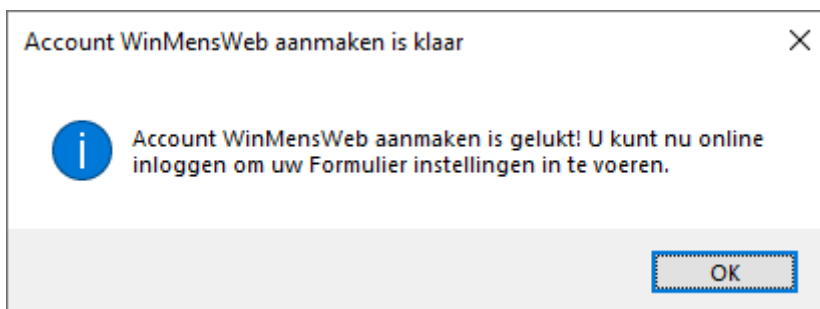 Account WinMensWeb aanmaken is klaar
Account WinMensWeb aanmaken is gelukt! U kunt nu online
inloggen om uw Formulier instellingen in te voeren.
OK